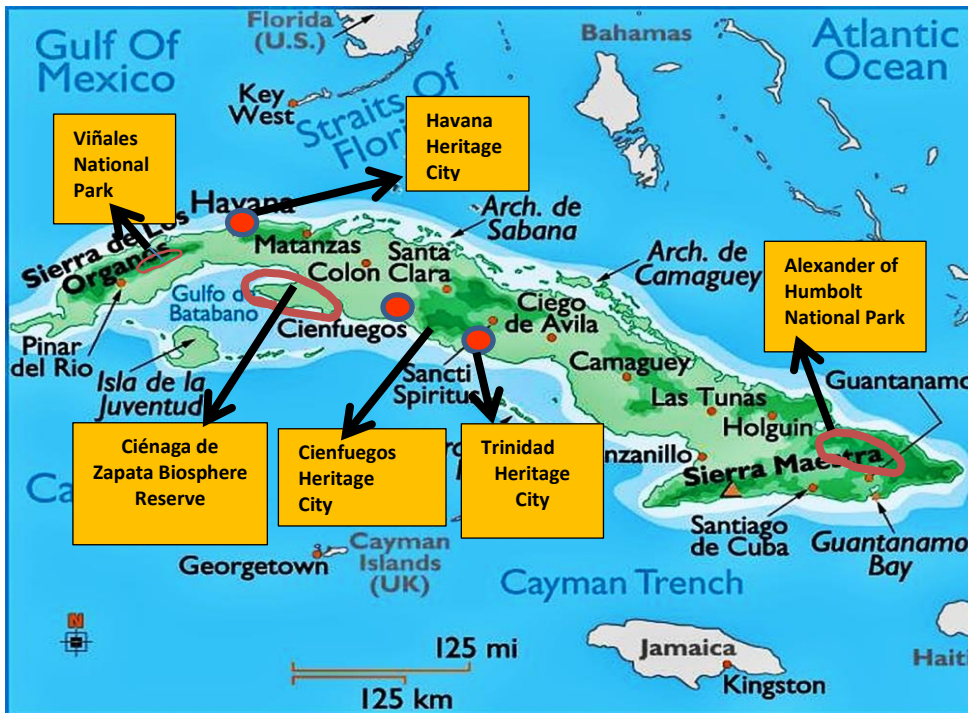 Gulf Of
Mexico
Florida
(U.S.)
Bahamas
Atlantic
Ocean
Key
West
Straits Of
Viñales
National
Park
Havana
Heritage
City
Havana
Arch. de
Sabana
Sierra de Los
Organos
Matanzas
Santa
Clara
Colon
Arch. de
Camaguey
Alexander of
Humbolt
National Park
Gulfo
Batabano
Cienfuegos
Ciego
de Avila
Pinar
del Rio
Isla de la
Juventud
Sancti
Camaguey
Guantanamo
Las Tunas
Holguin
Ciénaga de
Zapata Biosphere
Reserve
Cienfuegos
Heritage
City
Trinidad
Heritage
City
Sierra Maestra
Santiago
de Cuba
Guantanamo
Bay
Georgetown
Cayman
Islands
(UK)
Cayman Trench
N
125 mi
125 km
Jamaica
Kingston
Haiti